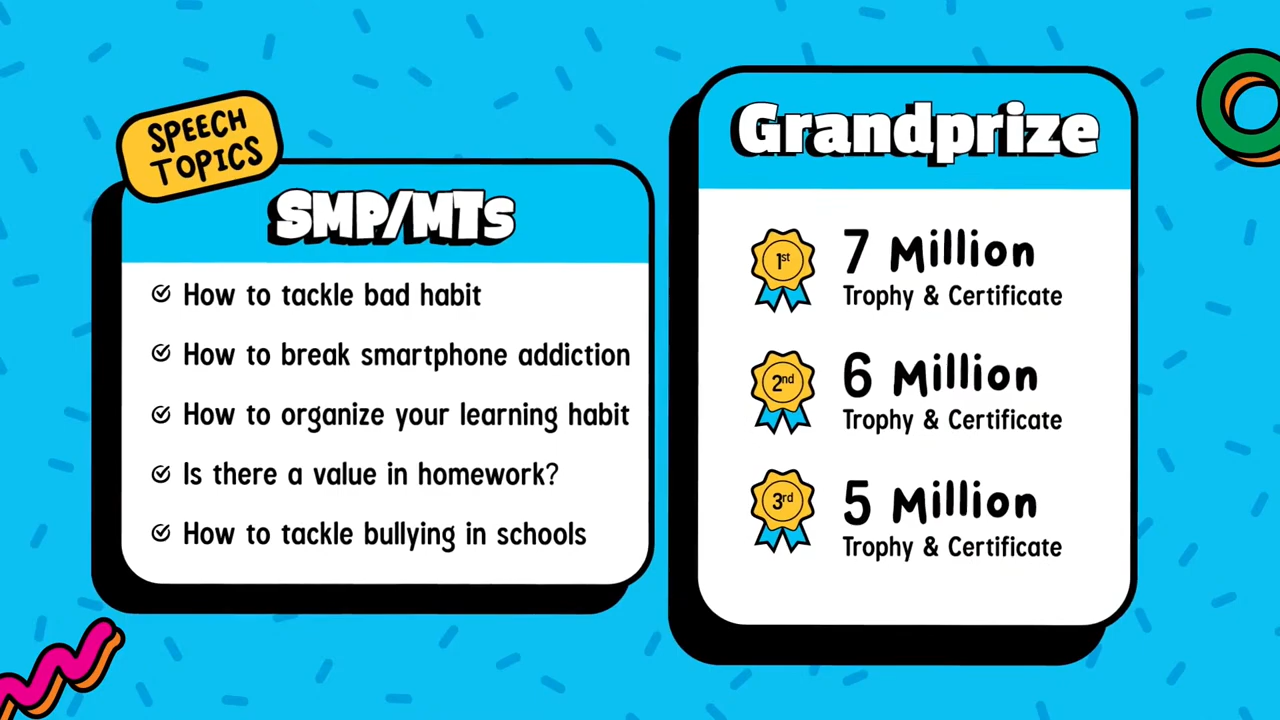 SPEECH
TOPICS
SMP/MTs
How to tackle bad habit
How to break smartphone addiction
How to organize your learning habit
Is there a value in homework?
How to tackle bullying in schools
Grandprize
1st
7 Million
Trophy & Certificate
2nd
6 Million
Trophy & Certificate
3rd
5 Million
Trophy & Certificate